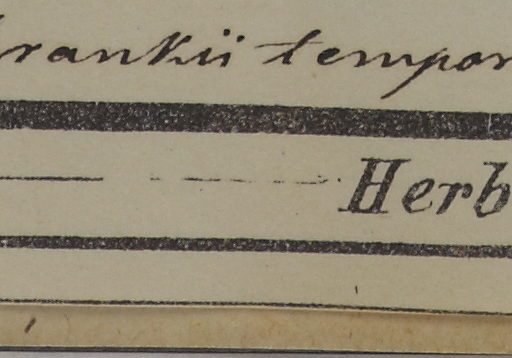 rankii tempor
Herb